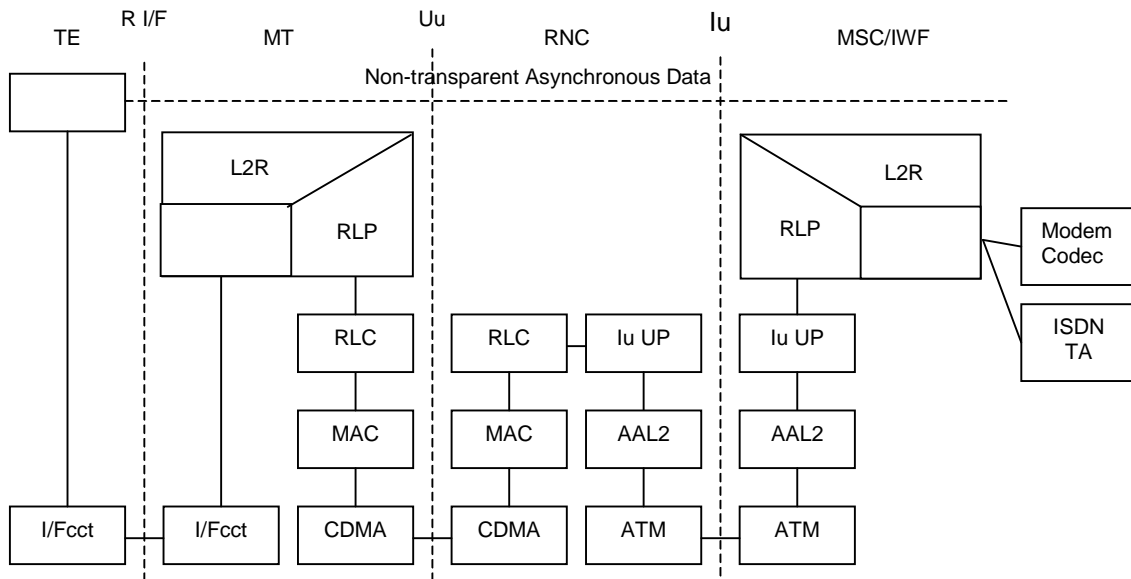 R I/F Uu Iu
TE MT RNC MSC/IWF
Non-transparent Asynchronous Data
L2R L2R
RLP RLP
Modem
Codec
ISDN
TA
RLC RLC Iu UP Iu UP
MAC MAC AAL2 AAL2
I/Fcct I/Fcct CDMA CDMA ATM ATM